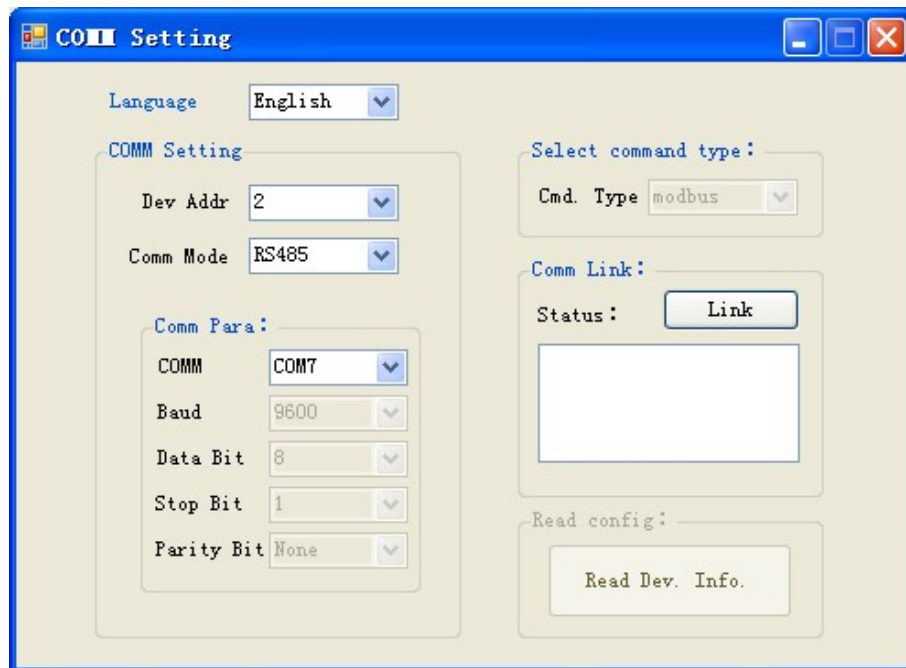 COMM Setting
Language English
COMM Setting
Dev Addr 2
Comm Mode RS485
Comm Para:
COMM COM7
Baud 9600
Data Bit 8
Stop Bit 1
Parity Bit None
Select command type:
Cmd. Type modbus
Comm Link:
Status: Link
Read config:
Read Dev. Info.